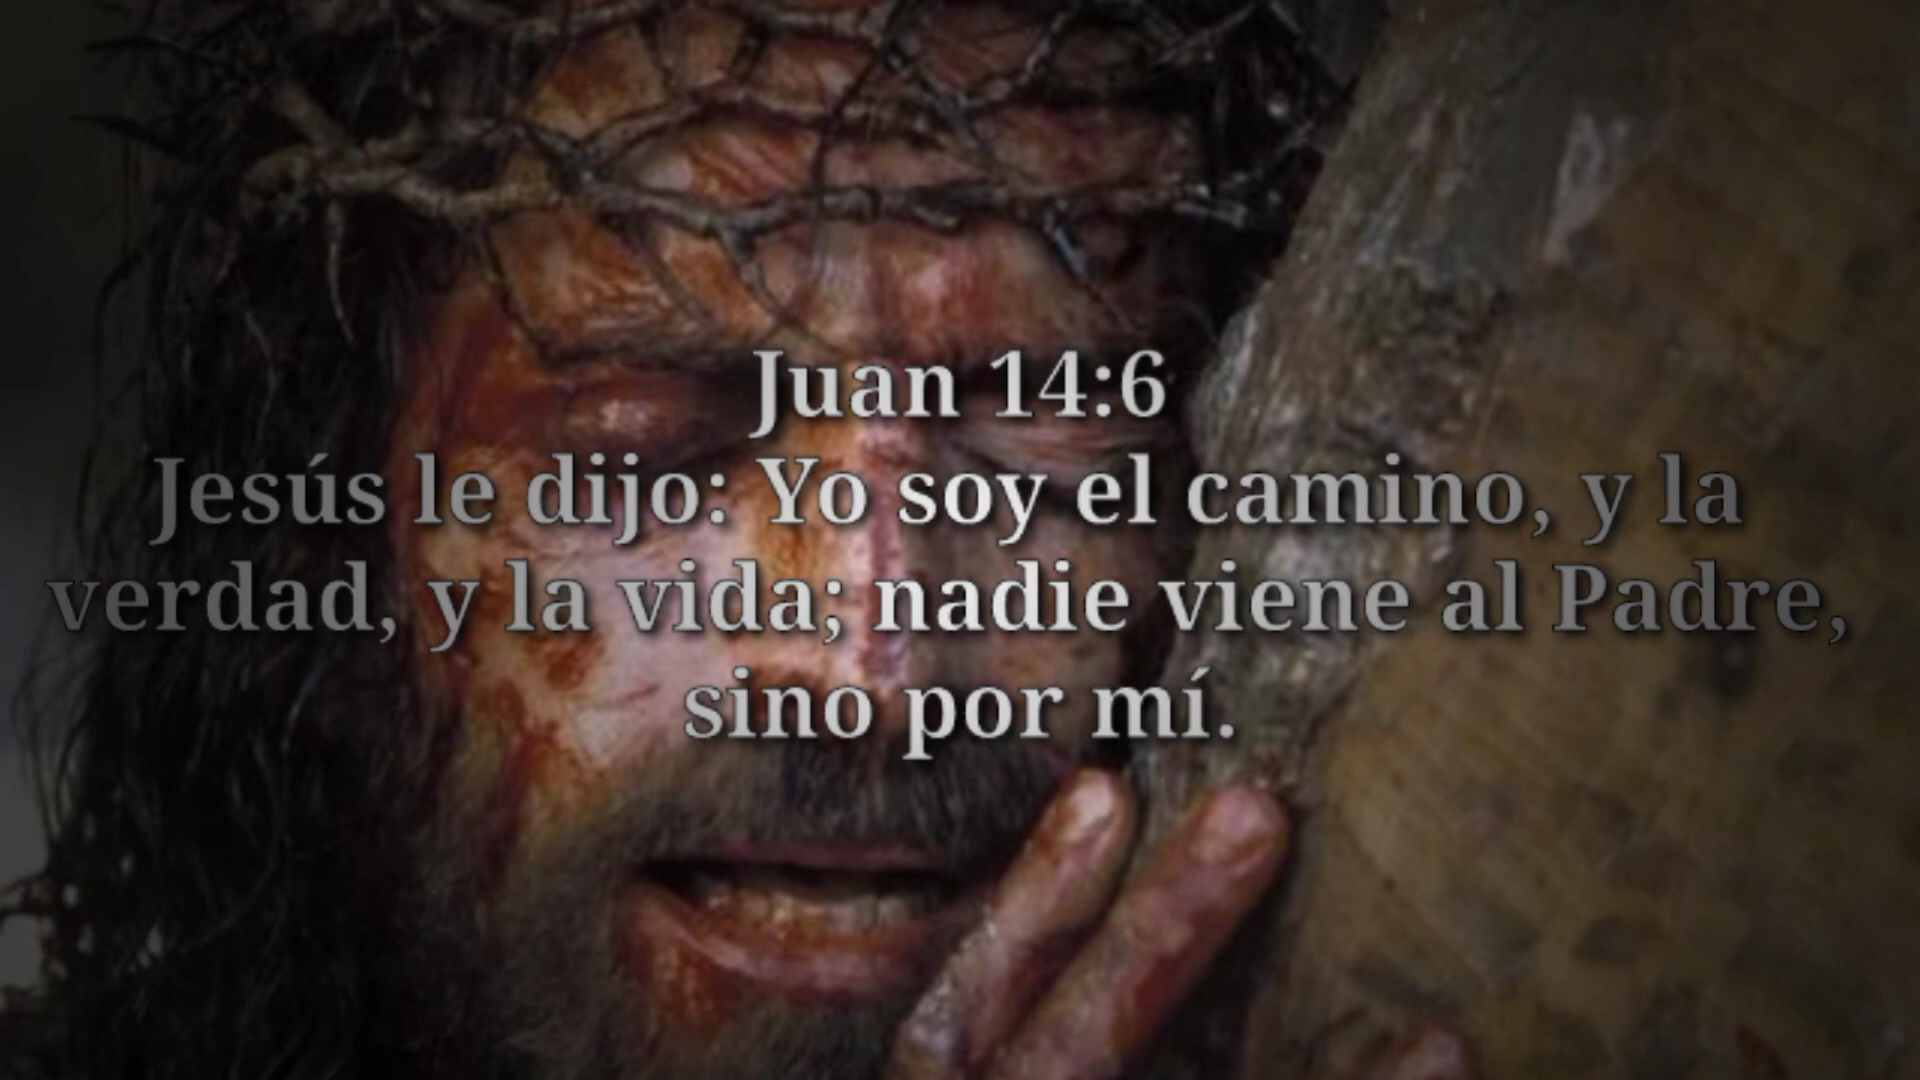 Juan 14:6
Jesús le dijo: Yo soy el camino, y la
verdad, y la vida; nadie viene al Padre,
sino por mí.